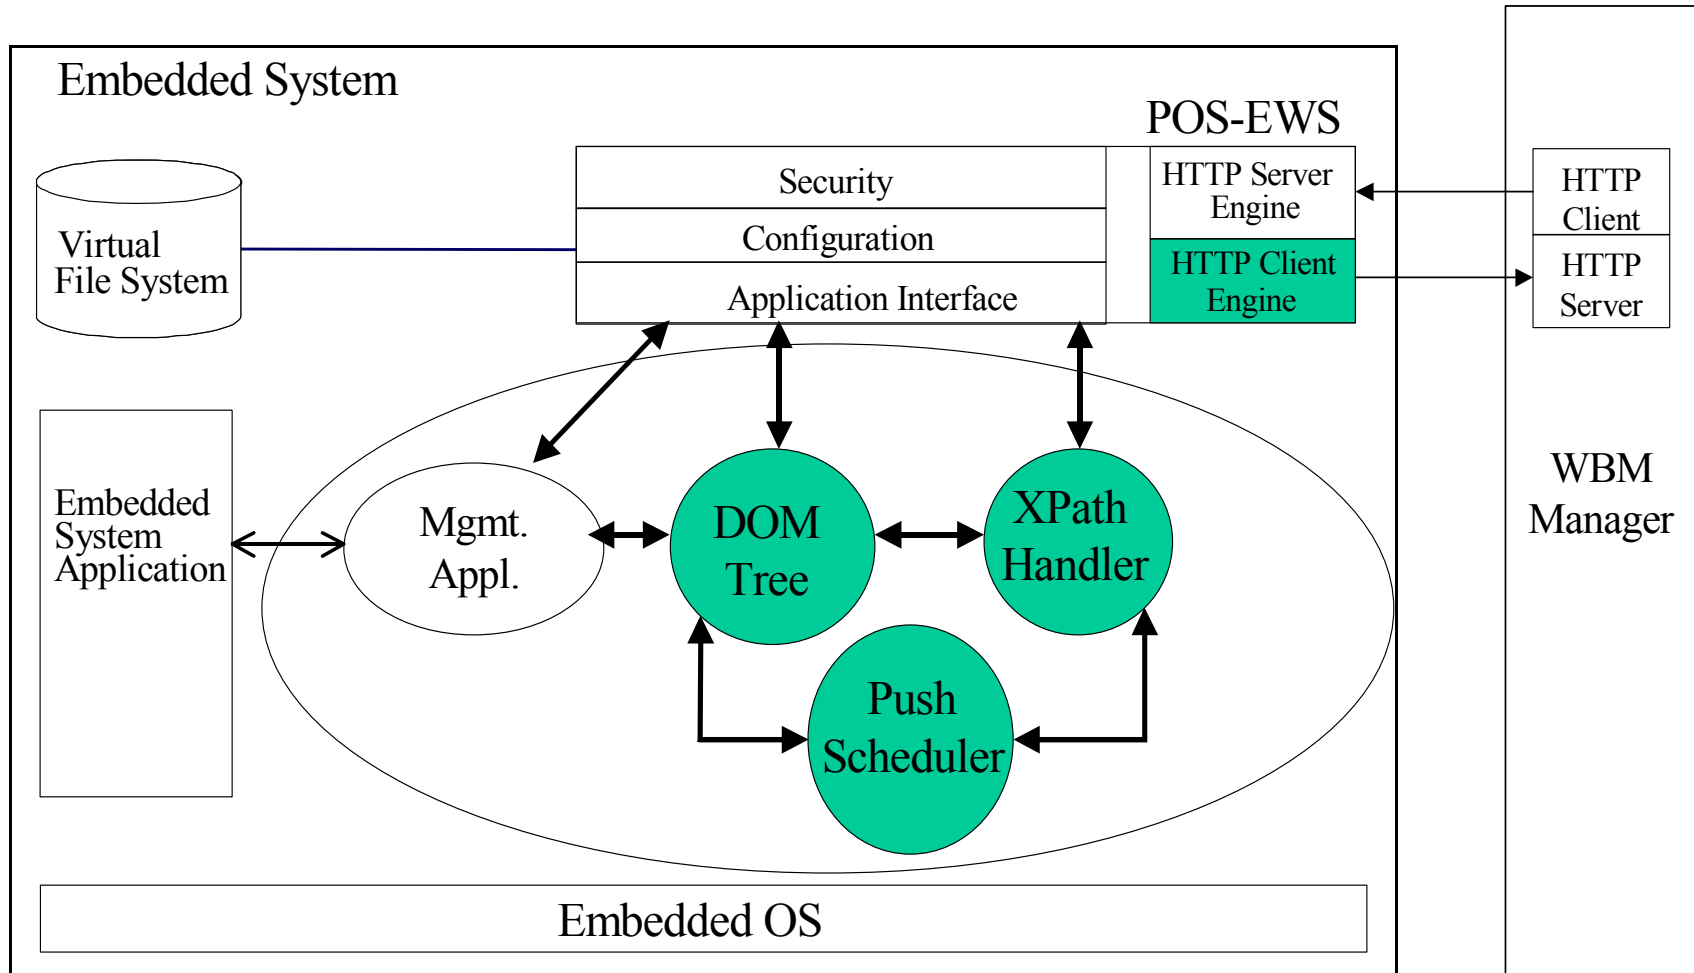 Embedded System
POS-EWS
Security
Configuration
Application Interface
HTTP Server
Engine
HTTP Client
Engine
HTTP
Client
HTTP
Server
Virtual
File System
Embedded
System
Application
Mgmt.
Appl.
DOM
Tree
XPath
Handler
Push
Scheduler
WBM
Manager
Embedded OS